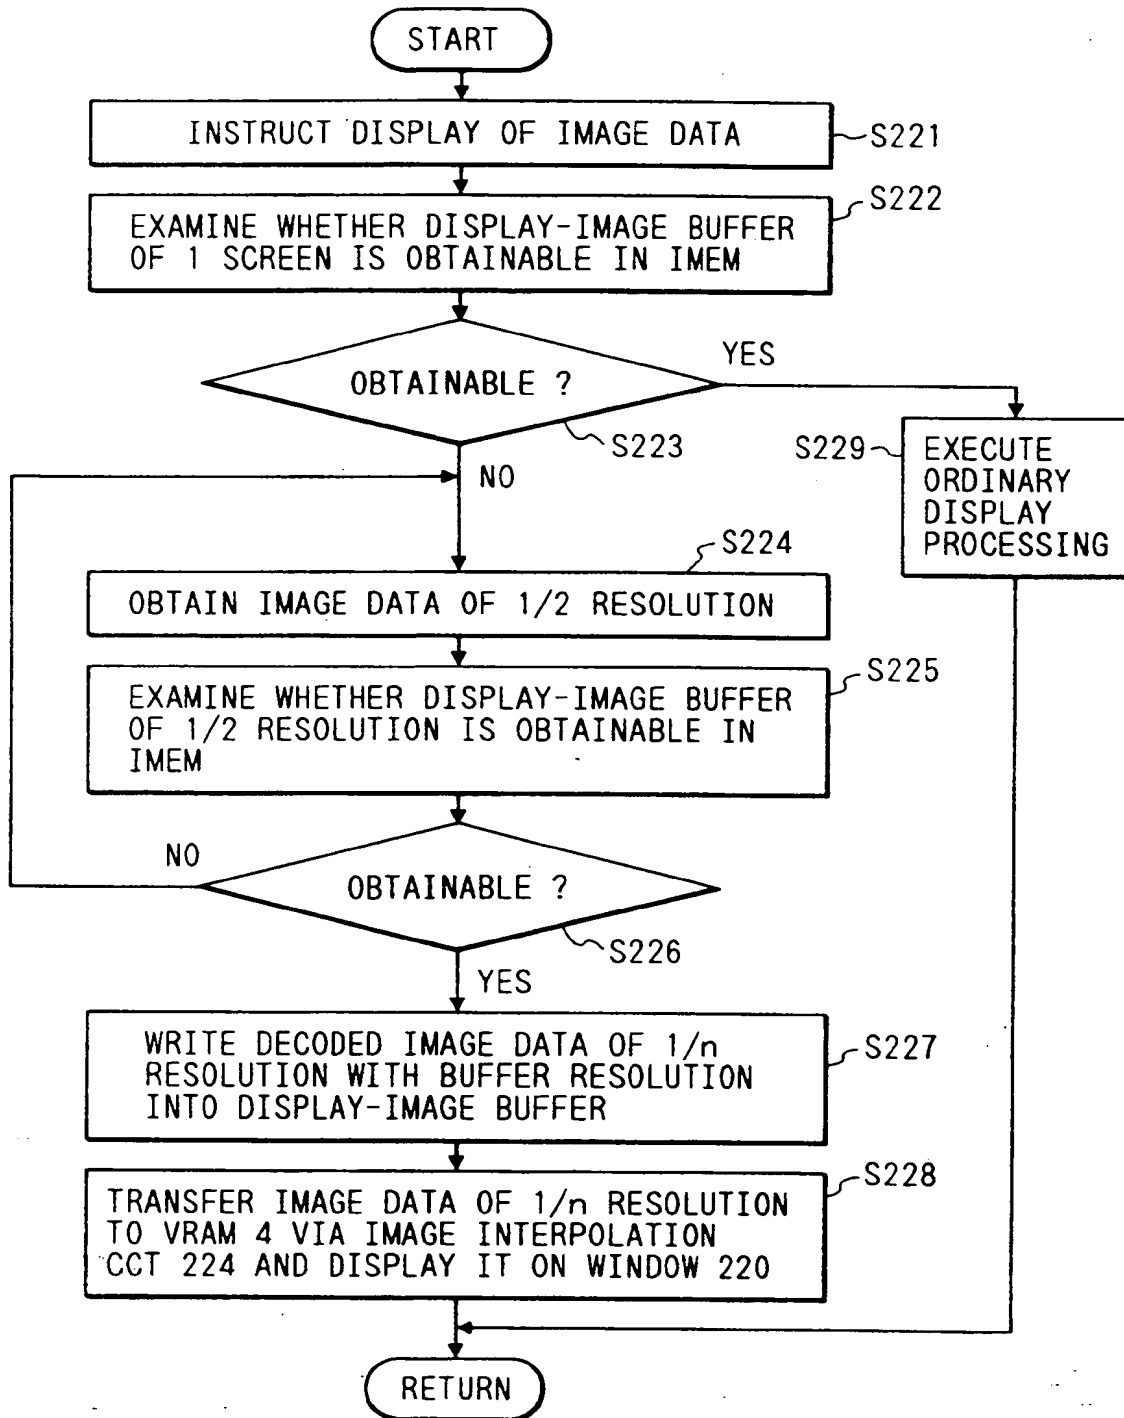 START
INSTRUCT DISPLAY OF IMAGE DATA
S221
S222
EXAMINE WHETHER DISPLAY-IMAGE BUFFER
OF 1 SCREEN IS OBTAINABLE IN IMEM
YES
OBTAINABLE ?
S223
NO
S229
EXECUTE
ORDINARY
DISPLAY
PROCESSING
S224
OBTAIN IMAGE DATA OF 1/2 RESOLUTION
S225
EXAMINE WHETHER DISPLAY-IMAGE BUFFER
OF 1/2 RESOLUTION IS OBTAINABLE IN
IMEM
NO
OBTAINABLE ?
S226
YES
WRITE DECODED IMAGE DATA OF 1/n
RESOLUTION WITH BUFFER RESOLUTION
INTO DISPLAY-IMAGE BUFFER
S227
S228
TRANSFER IMAGE DATA OF 1/n RESOLUTION
TO VRAM 4 VIA IMAGE INTERPOLATION
CCT 224 AND DISPLAY IT ON WINDOW 220
RETURN